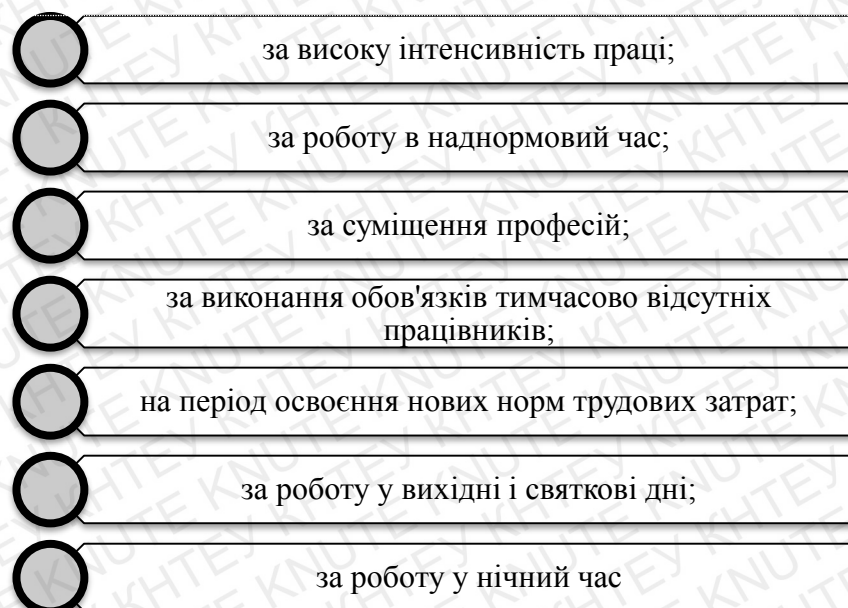 за високу інтенсивність праці;
за роботу в наднормовий час;
за суміщення професій;
за виконання обов'язків тимчасово відсутніх
працівників;
на період освоєння нових норм трудових затрат;
за роботу у вихідні і святкові дні;
за роботу у нічний час